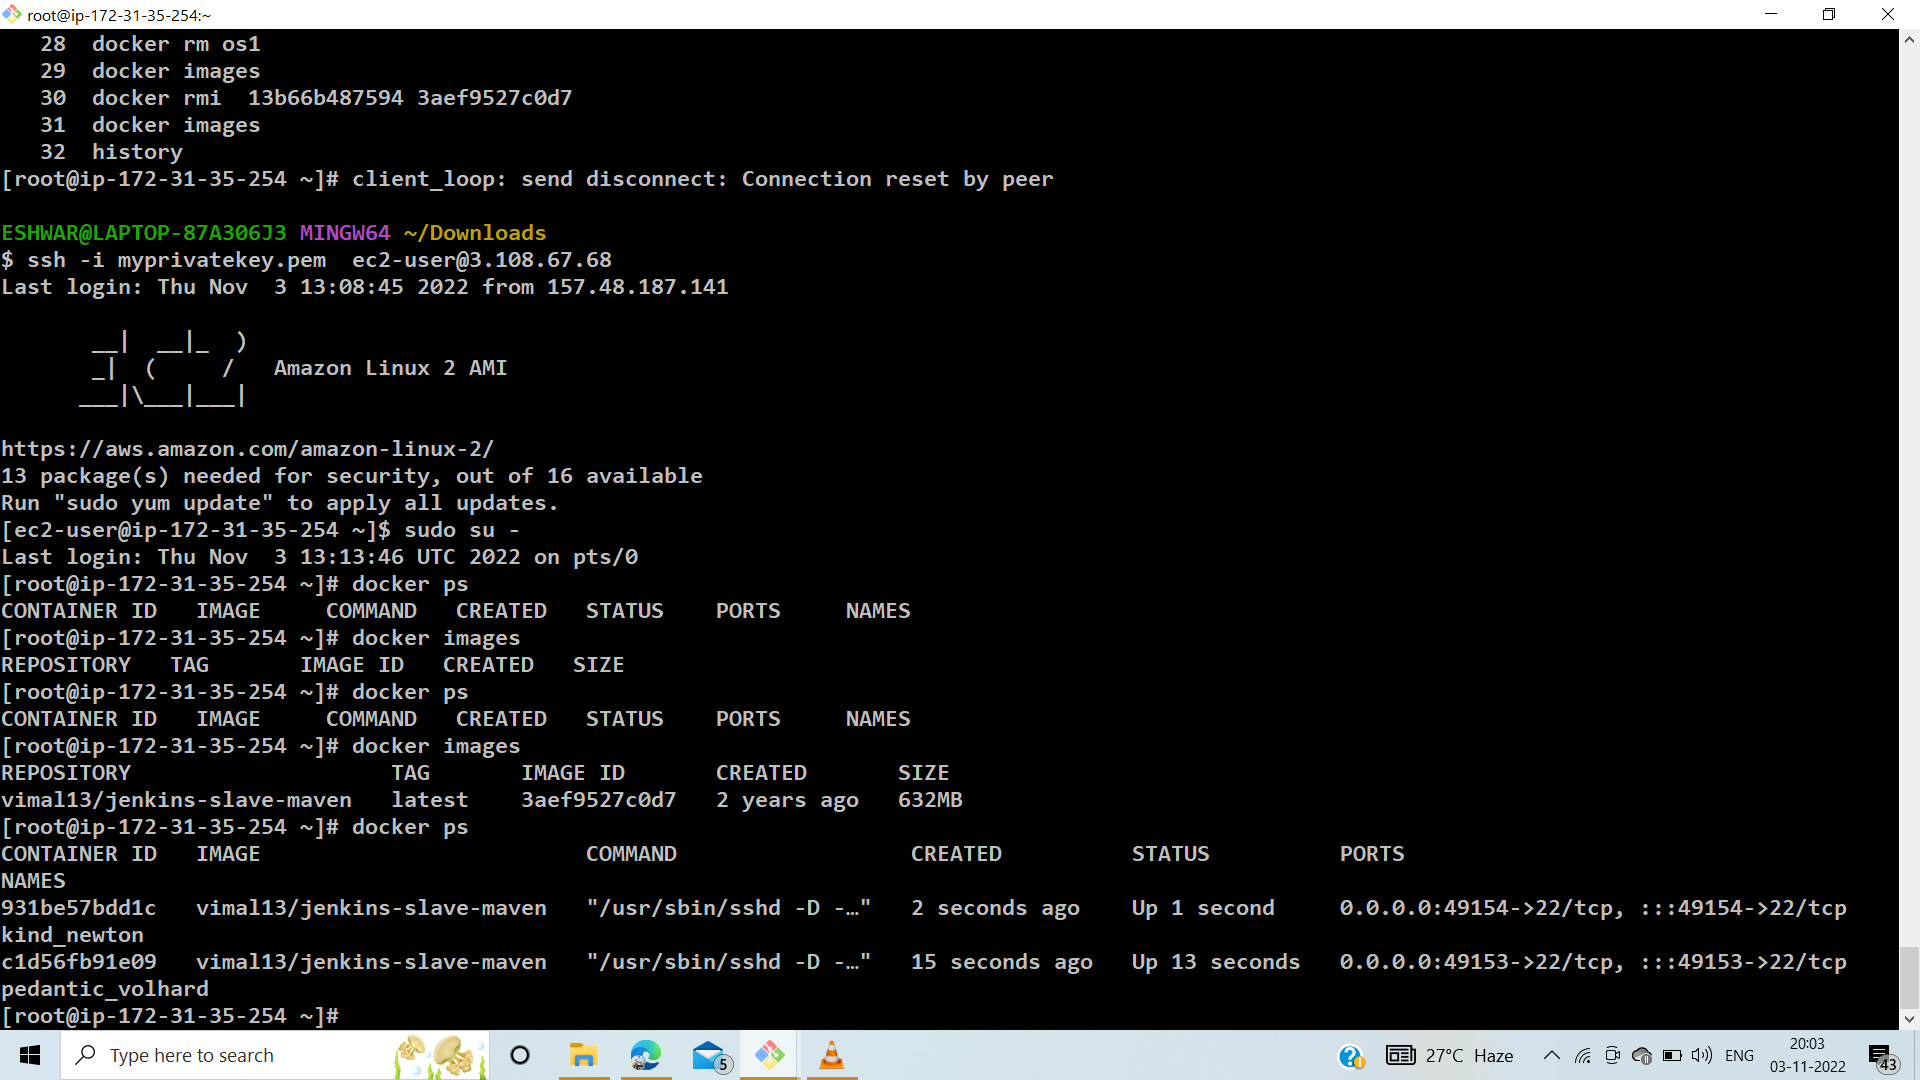 root@ip-172-31-35-254:~
   28  docker rm os1
   29  docker images
   30  docker rmi  13b66b487594 3aef9527c0d7
   31  docker images
   32  history
[root@ip-172-31-35-254 ~]# client_loop: send disconnect: Connection reset by peer
ESHWAR@LAPTOP-87A306J3 MINGW64 ~/Downloads
$ ssh -i myprivatekey.pem  ec2-user@3.108.67.68
Last login: Thu Nov  3 13:08:45 2022 from 157.48.187.141
       __|  __|_  )
       _|  (     /   Amazon Linux 2 AMI
      ___|\___|___|
https://aws.amazon.com/amazon-linux-2/
13 package(s) needed for security, out of 16 available
Run "sudo yum update" to apply all updates.
[ec2-user@ip-172-31-35-254 ~]$ sudo su -
Last login: Thu Nov  3 13:13:46 UTC 2022 on pts/0
[root@ip-172-31-35-254 ~]# docker ps
CONTAINER ID   IMAGE     COMMAND   CREATED   STATUS    PORTS     NAMES
[root@ip-172-31-35-254 ~]# docker images
REPOSITORY   TAG       IMAGE ID   CREATED   SIZE
[root@ip-172-31-35-254 ~]# docker ps
CONTAINER ID   IMAGE     COMMAND   CREATED   STATUS    PORTS     NAMES
[root@ip-172-31-35-254 ~]# docker images
REPOSITORY                    TAG       IMAGE ID       CREATED       SIZE
vimal13/jenkins-slave-maven   latest    3aef9527c0d7   2 years ago   632MB
[root@ip-172-31-35-254 ~]# docker ps
CONTAINER ID   IMAGE                         COMMAND                  CREATED          STATUS          PORTS
NAMES
931be57bdd1c   vimal13/jenkins-slave-maven   "/usr/sbin/sshd -D -…"   2 seconds ago    Up 1 second     0.0.0.0:49154->22/tcp, :::49154->22/tcp
kind_newton
c1d56fb91e09   vimal13/jenkins-slave-maven   "/usr/sbin/sshd -D -…"   15 seconds ago   Up 13 seconds   0.0.0.0:49153->22/tcp, :::49153->22/tcp
pedantic_volhard
[root@ip-172-31-35-254 ~]#
Type here to search
5
27°C Haze
ENG
20:03
03-11-2022
43